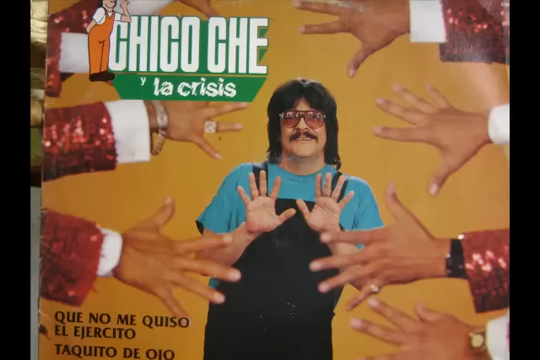 CHICO CHE
y la crisis
QUE NO ME QUISO
EL EJERCITO
TAQUITO DE OJO